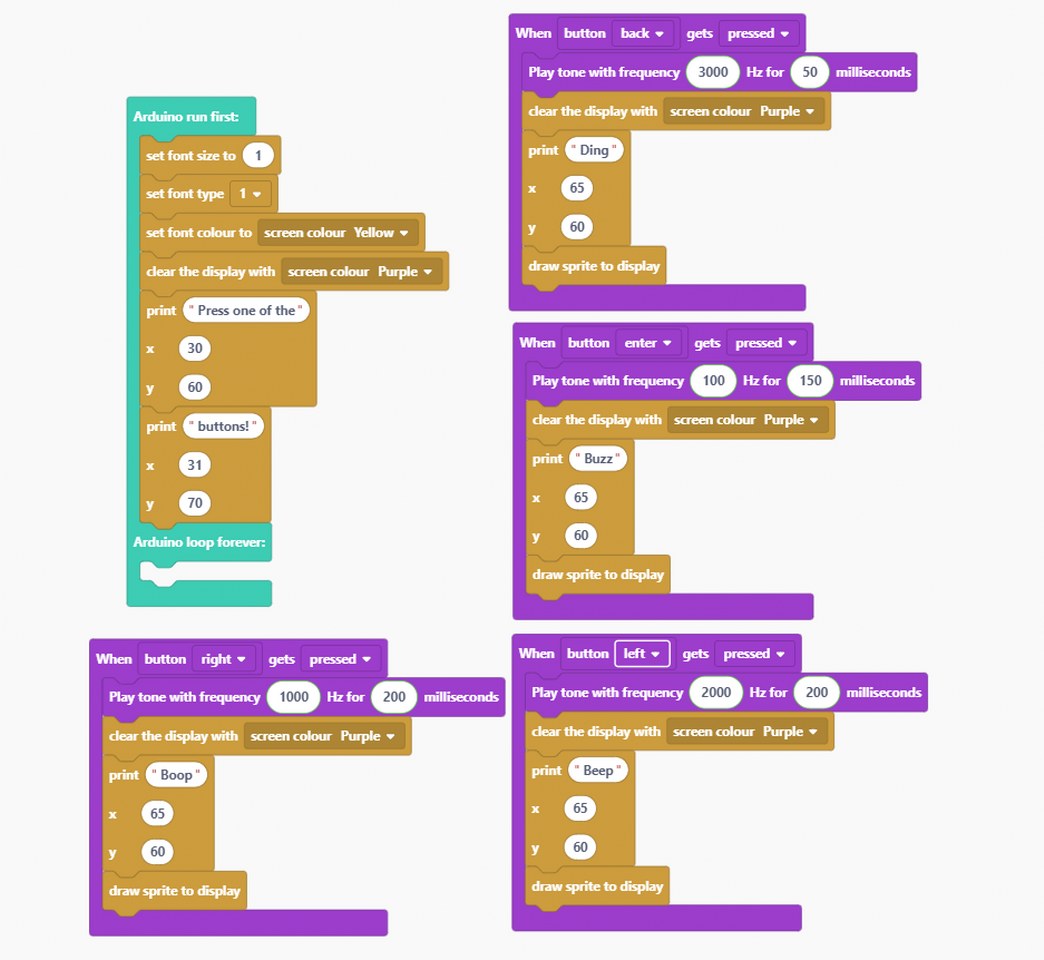 Arduino run first:
set font size to 1
set font type 1
set font colour to screen colour Yellow
clear the display with screen colour Purple
print " Press one of the "
x 30
y 60
print " buttons! "
x 31
y 70
Arduino loop forever:
When button back gets pressed
Play tone with frequency 3000 Hz for 50 milliseconds
clear the display with screen colour Purple
print " Ding "
x 65
y 60
draw sprite to display
When button enter gets pressed
Play tone with frequency 100 Hz for 150 milliseconds
clear the display with screen colour Purple
print " Buzz "
x 65
y 60
draw sprite to display
When button right gets pressed
Play tone with frequency 1000 Hz for 200 milliseconds
clear the display with screen colour Purple
print " Boop "
x 65
y 60
draw sprite to display
When button left gets pressed
Play tone with frequency 2000 Hz for 200 milliseconds
clear the display with screen colour Purple
print " Beep "
x 65
y 60
draw sprite to display